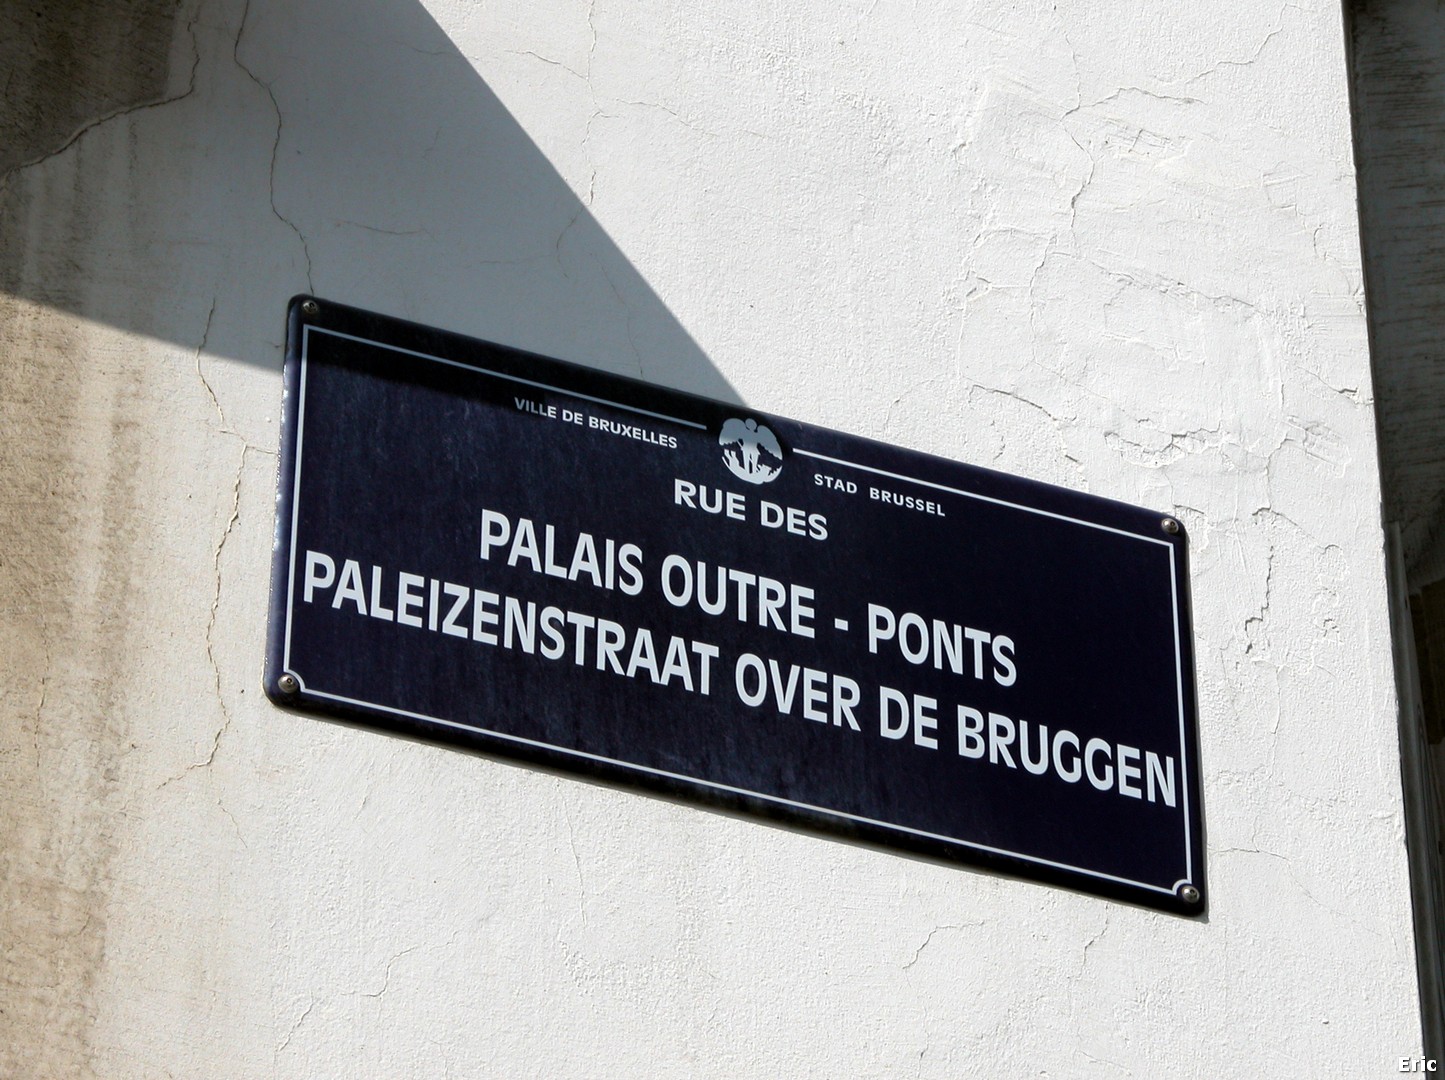 VILLE DE BRUXELLES
STAD BRUSSEL
RUE DES
PALAIS OUTRE - PONTS
PALEIZENSTRAAT OVER DE BRUGGEN
Eric